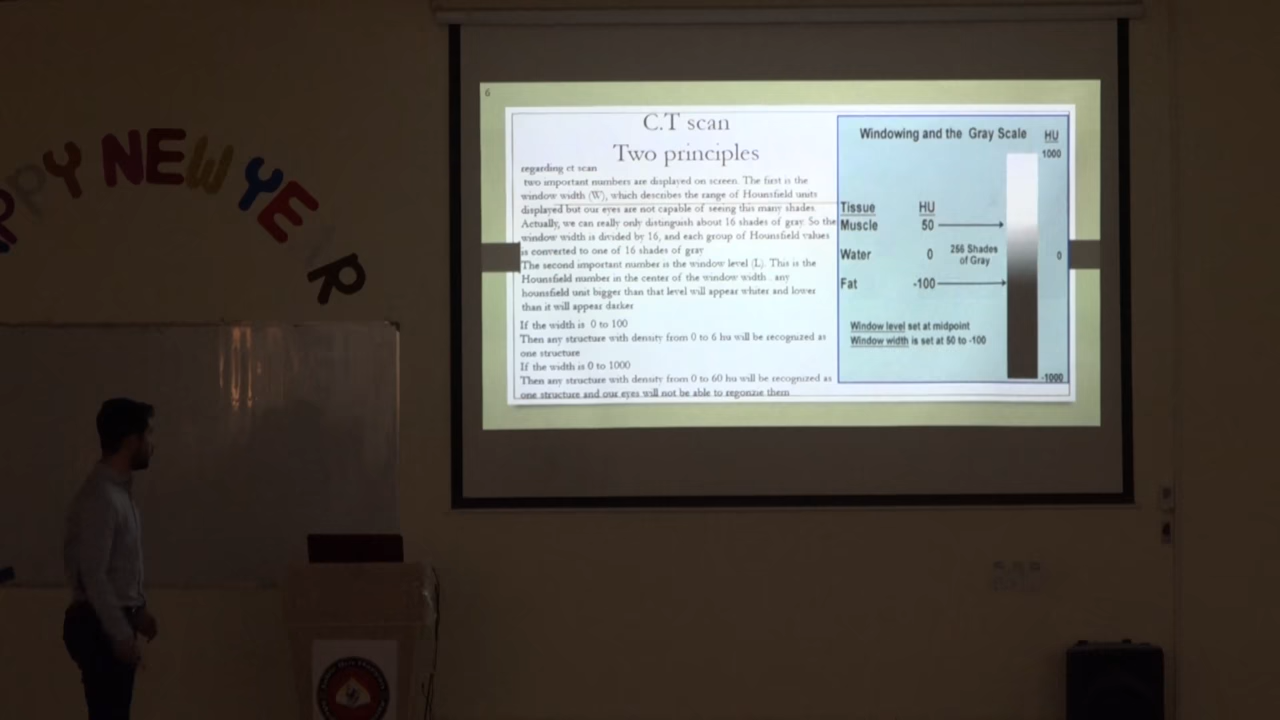 PPY NEW YER
R
6
C.T scan
Two principles
regarding ct scan
two important numbers are displayed on screen. The first is the
window width (W), which describes the range of Hounsfield units
displayed but our eyes are not capable of seeing this many shades.
Actually, we can really only distinguish about 16 shades of gray. So the
window width is divided by 16, and each group of Hounsfield values
is converted to one of 16 shades of gray
The second important number is the window level (L). This is the
Hounsfield number in the center of the window width . any
hounsfield unit bigger than that level will appear whiter and lower
than it will appear darker
If the width is 0 to 100
Then any structure with density from 0 to 6 hu will be recognized as
one structure
If the width is 0 to 1000
Then any structure with density from 0 to 60 hu will be recognized as
one structure and our eyes will not be able to regonzie them
Windowing and the Gray Scale HU
1000
Tissue HU
Muscle 50
Water 0 256 Shades of Gray 0
Fat -100
Window level set at midpoint
Window width is set at 50 to -100
-1000